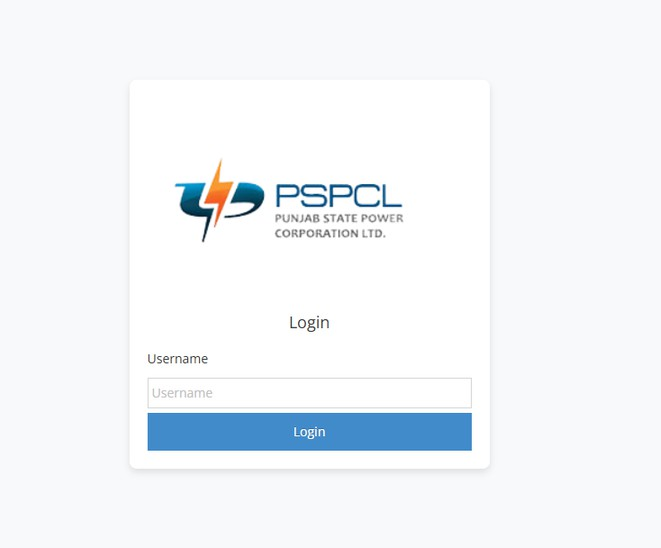 PSPCL
PUNJAB STATE POWER
CORPORATION LTD.
Login
Username
Username
Login